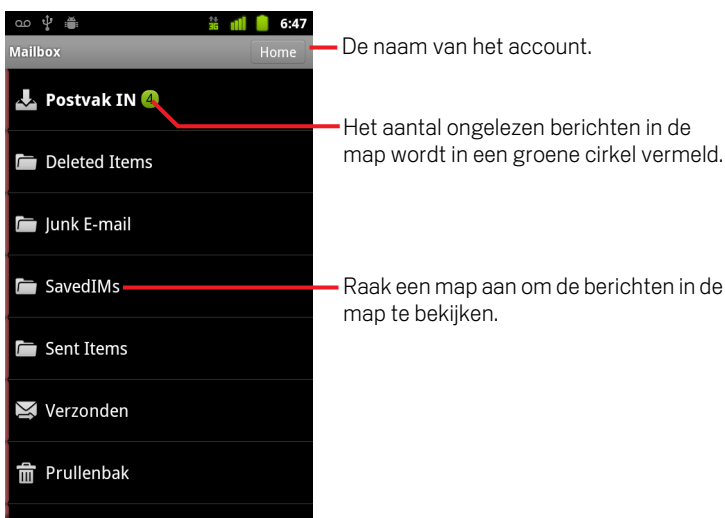 3G 6:47
Mailbox Home
De naam van het account.
Postvak IN 4
Het aantal ongelezen berichten in de
map wordt in een groene cirkel vermeld.
Deleted Items
Junk E-mail
SavedIMs
Raak een map aan om de berichten in de
map te bekijken.
Sent Items
Verzonden
Prullenbak